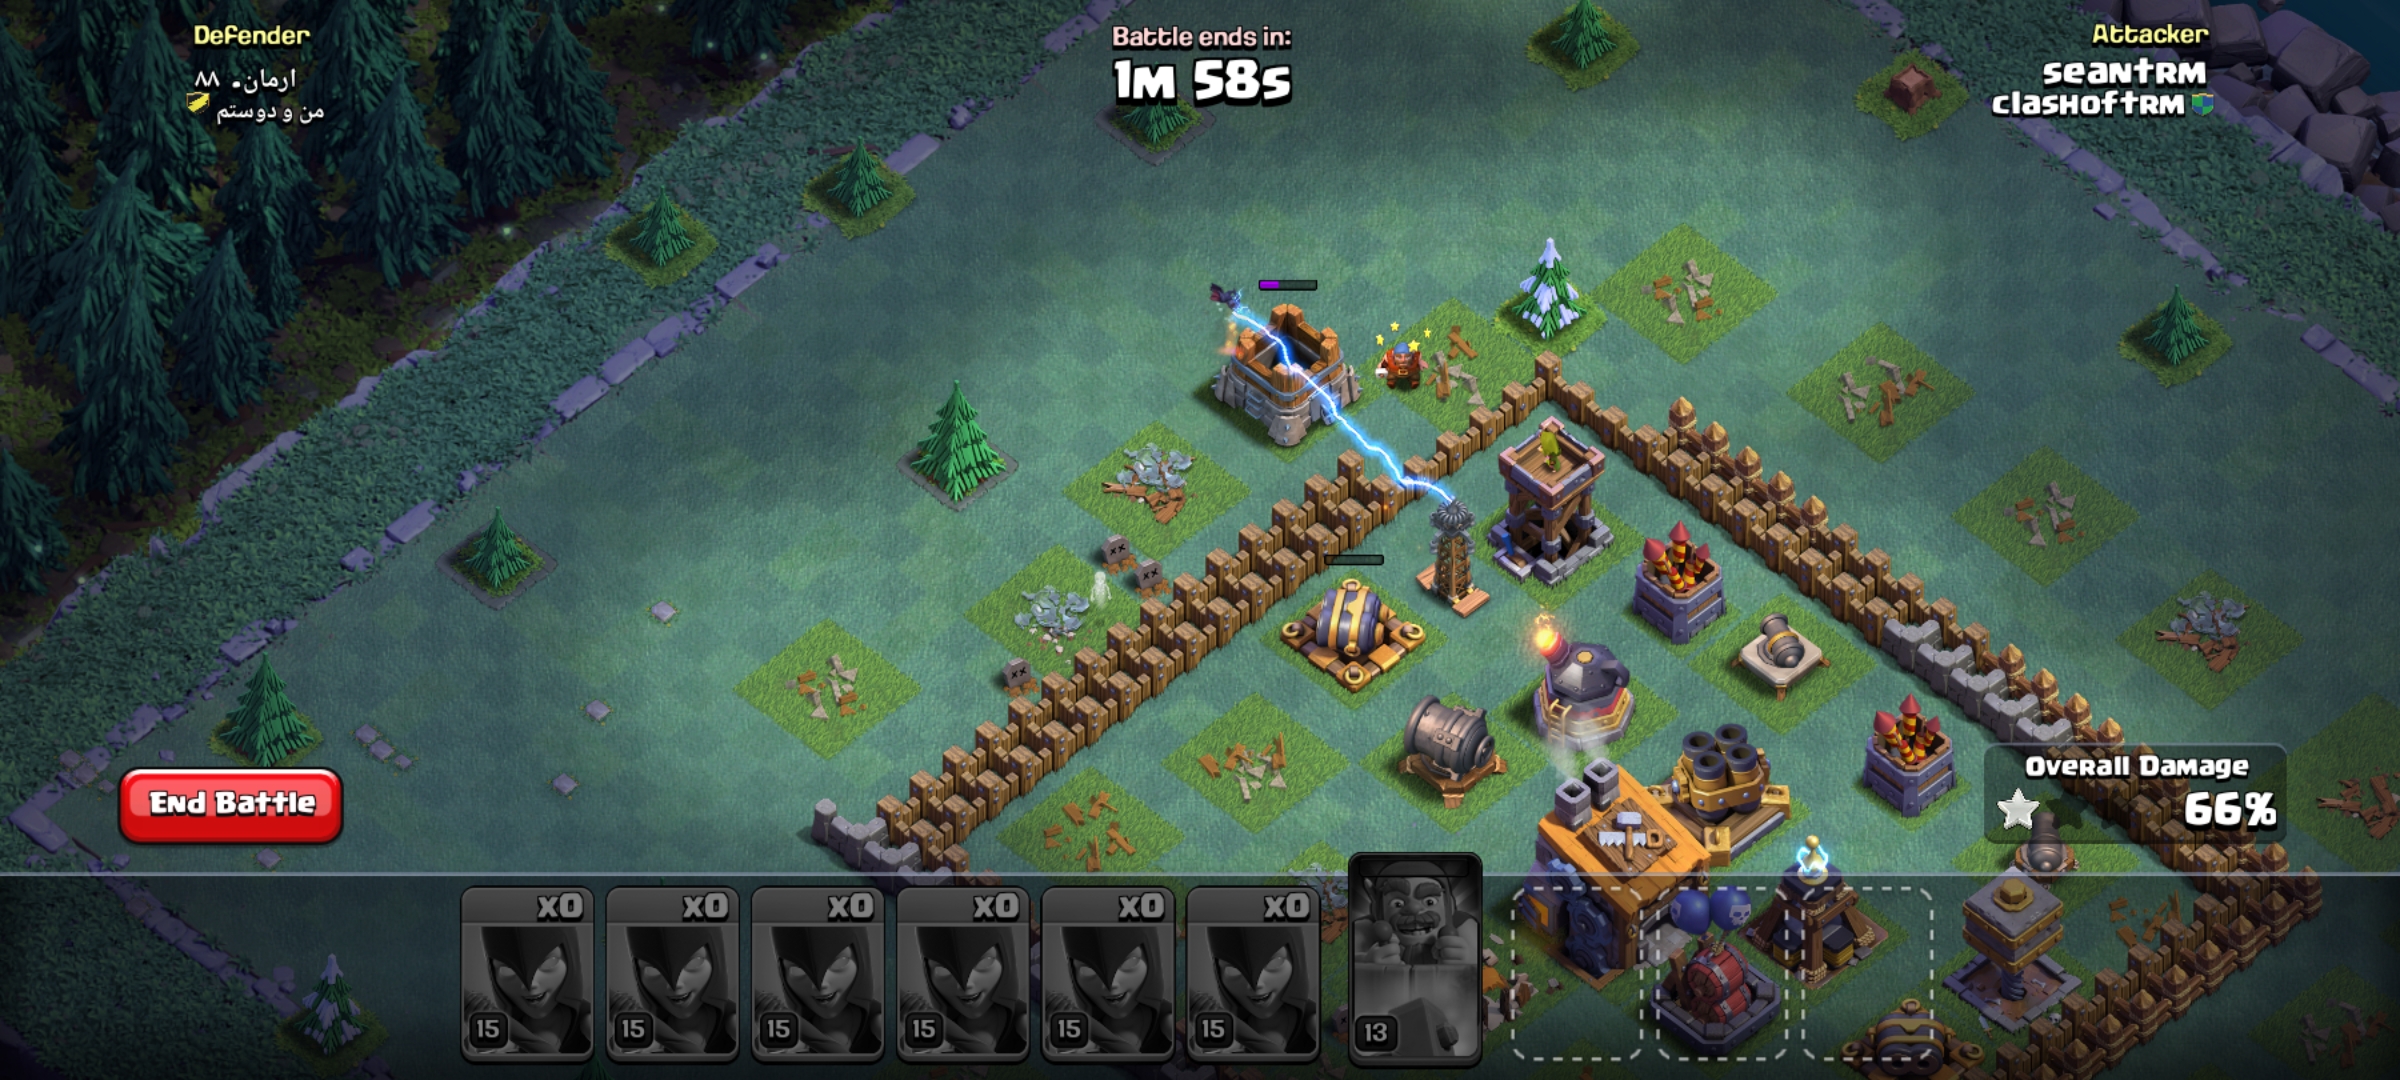 Defender
ارمان. ۸۸
من و دوستم
Battle ends in:
1M 58s
Attacker
seantRM
clashoftRM
End Battle
Overall Damage
66%
x0 x0 x0 x0 x0 x0
15 15 15 15 15 15 13